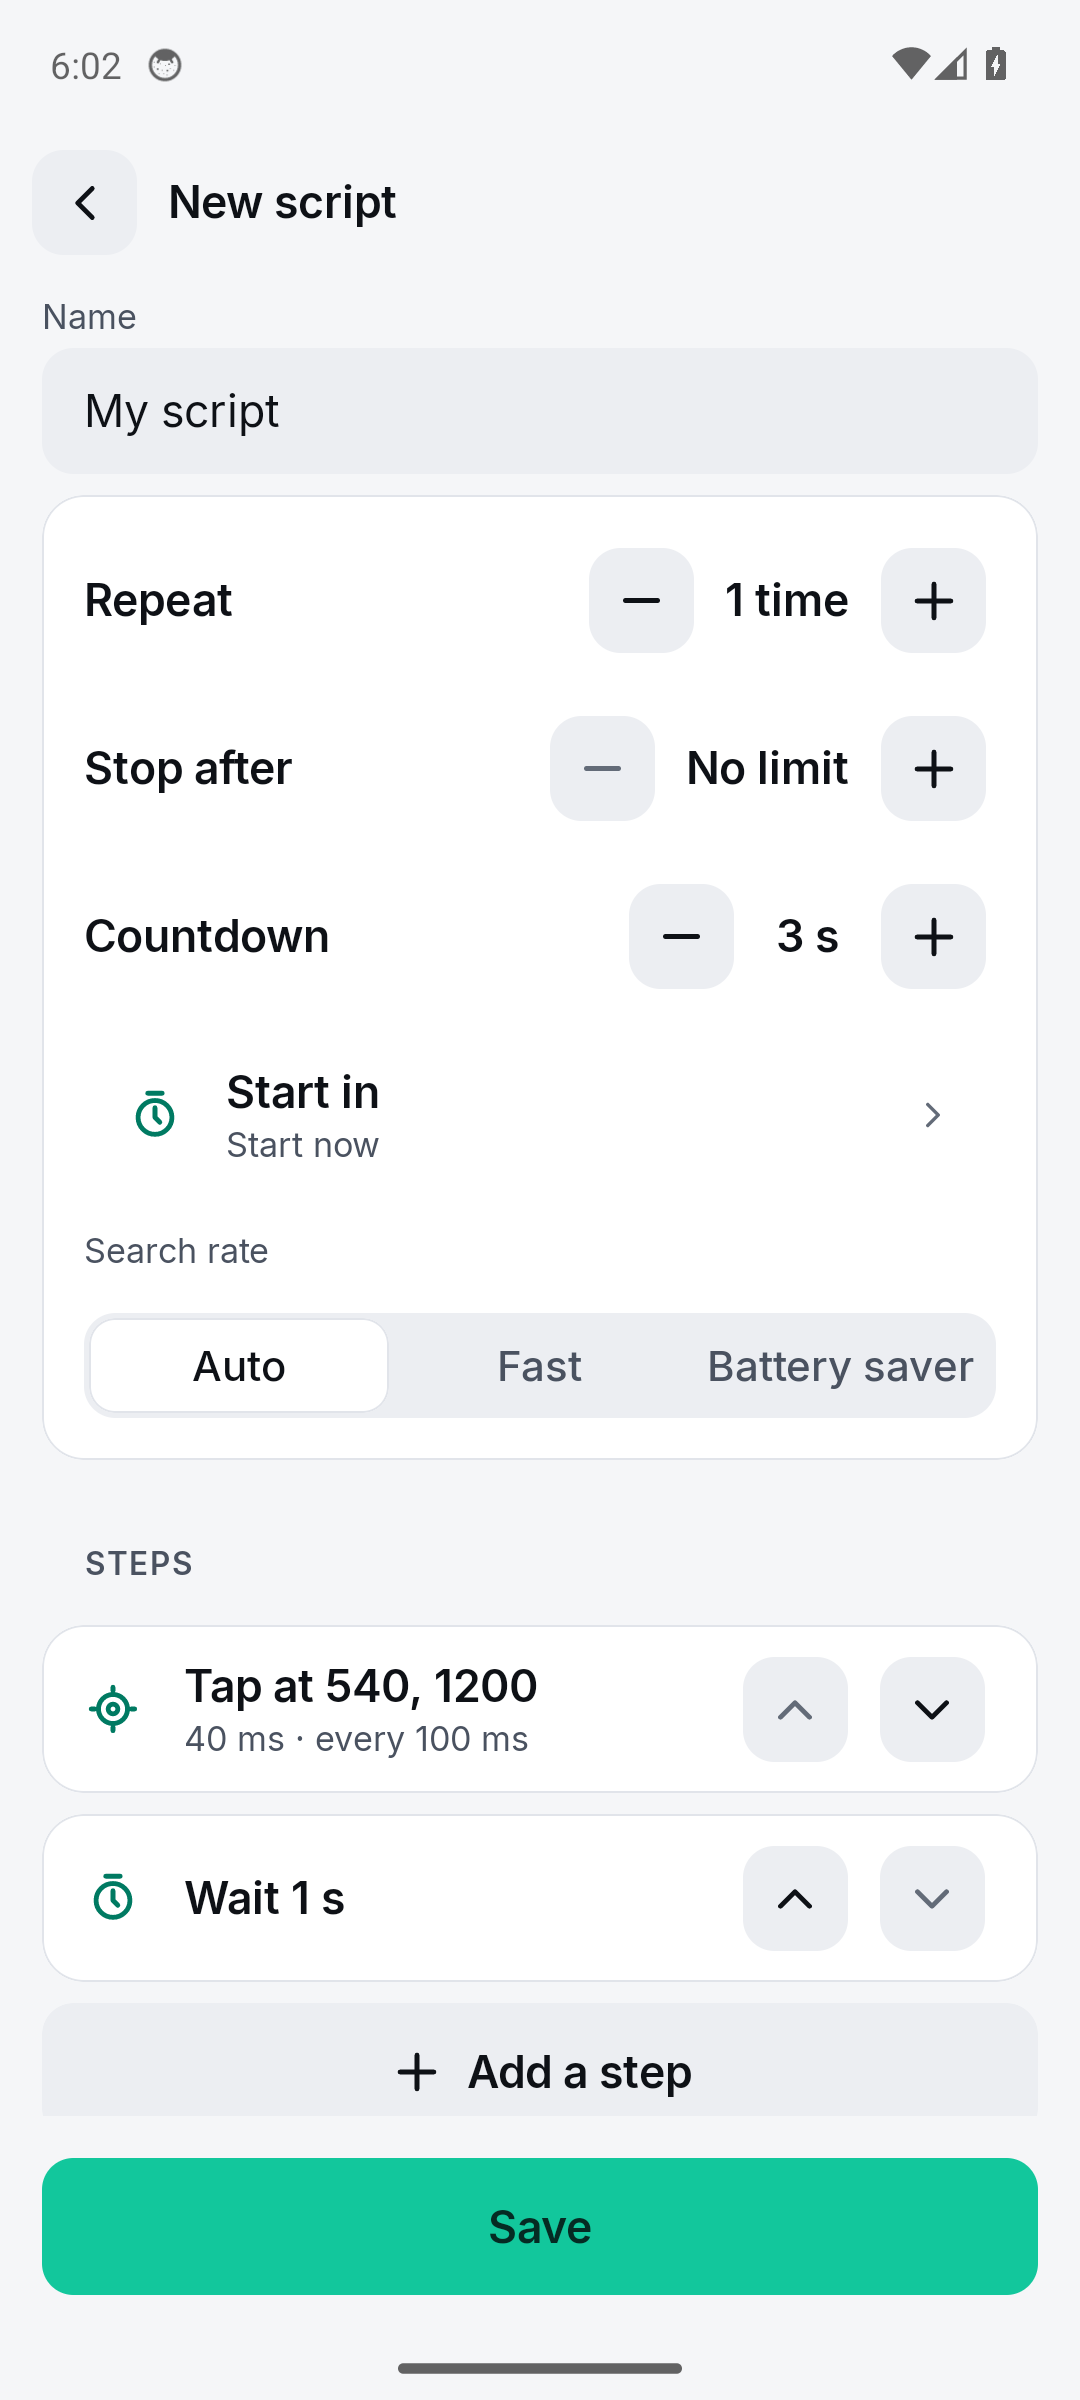 6:02
New script
Name
My script
Repeat
1 time
Stop after
No limit
Countdown
3 s
Start in
Start now
Search rate
Auto
Fast
Battery saver
STEPS
Tap at 540, 1200
40 ms · every 100 ms
Wait 1 s
Add a step
Save